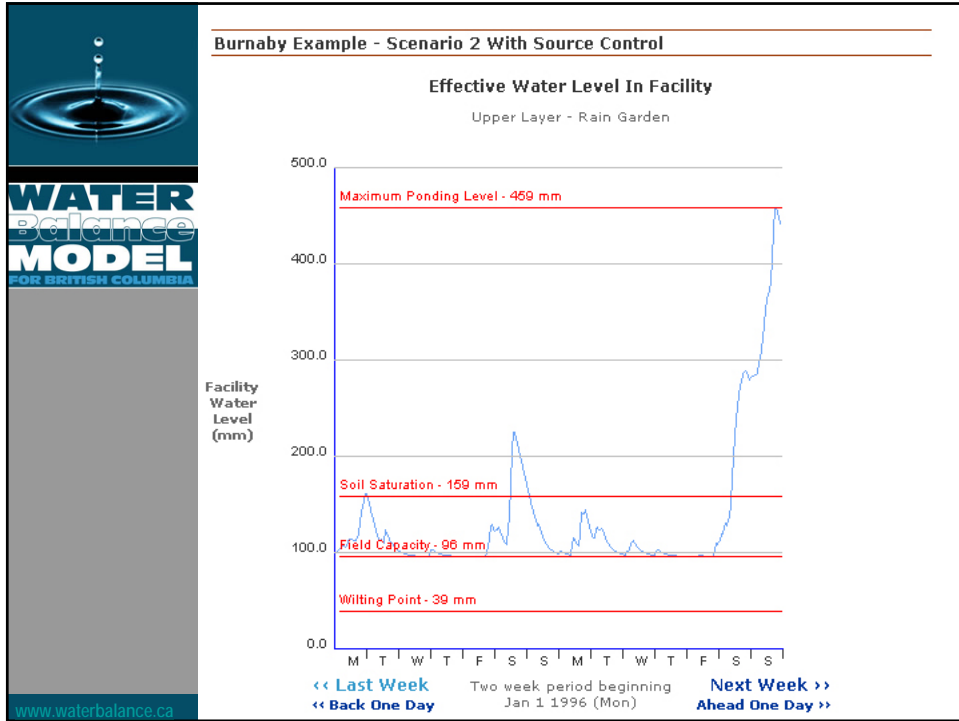 Burnaby Example - Scenario 2 With Source Control
Effective Water Level In Facility
Upper Layer - Rain Garden
WATER
Balance
MODEL
FOR BRITISH COLUMBIA
Facility
Water
Level
(mm)
500.0
Maximum Ponding Level - 459 mm
400.0
300.0
200.0
Soil Saturation - 159 mm
100.0
Field Capacity - 96 mm
Wilting Point - 39 mm
0.0
M T W T F S S M T W T F S S
<< Last Week
Two week period beginning
Next Week >>
<< Back One Day
Jan 1 1996 (Mon)
Ahead One Day >>
www.waterbalance.ca